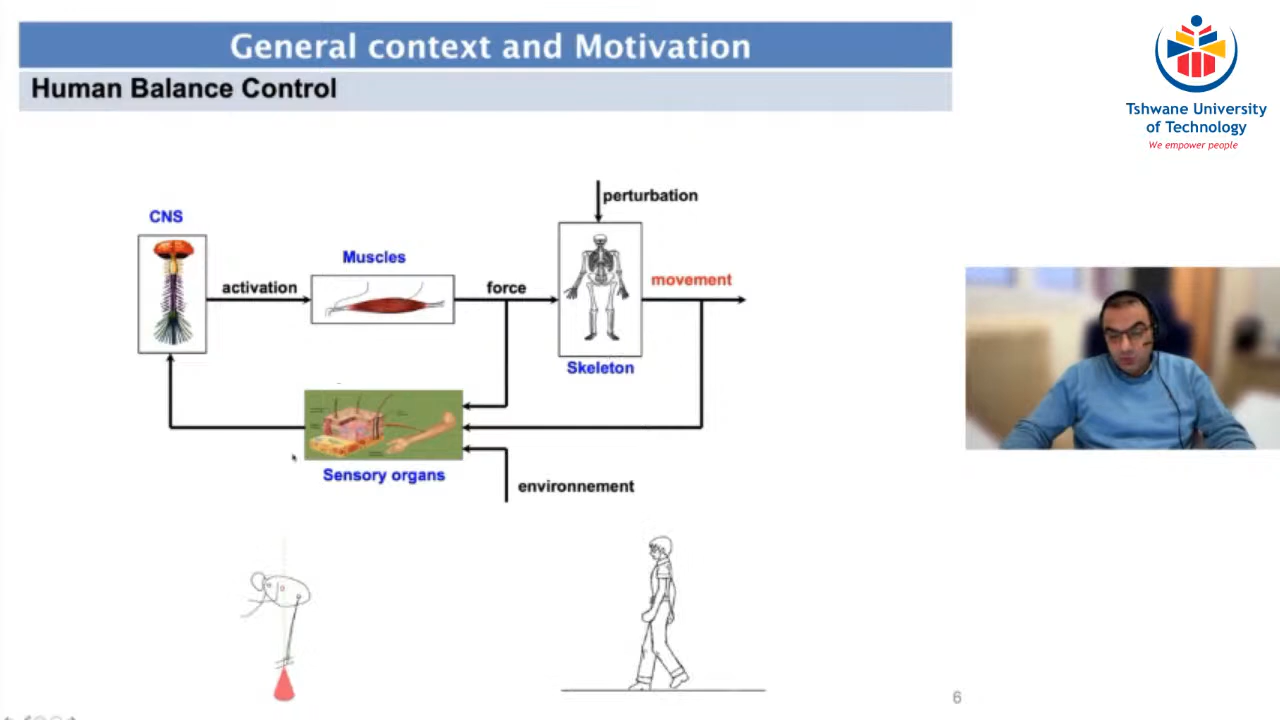 General context and Motivation
Human Balance Control
Tshwane University
of Technology
We empower people
perturbation
CNS
Muscles
activation
force
movement
Skeleton
Sensory organs
environnement
6